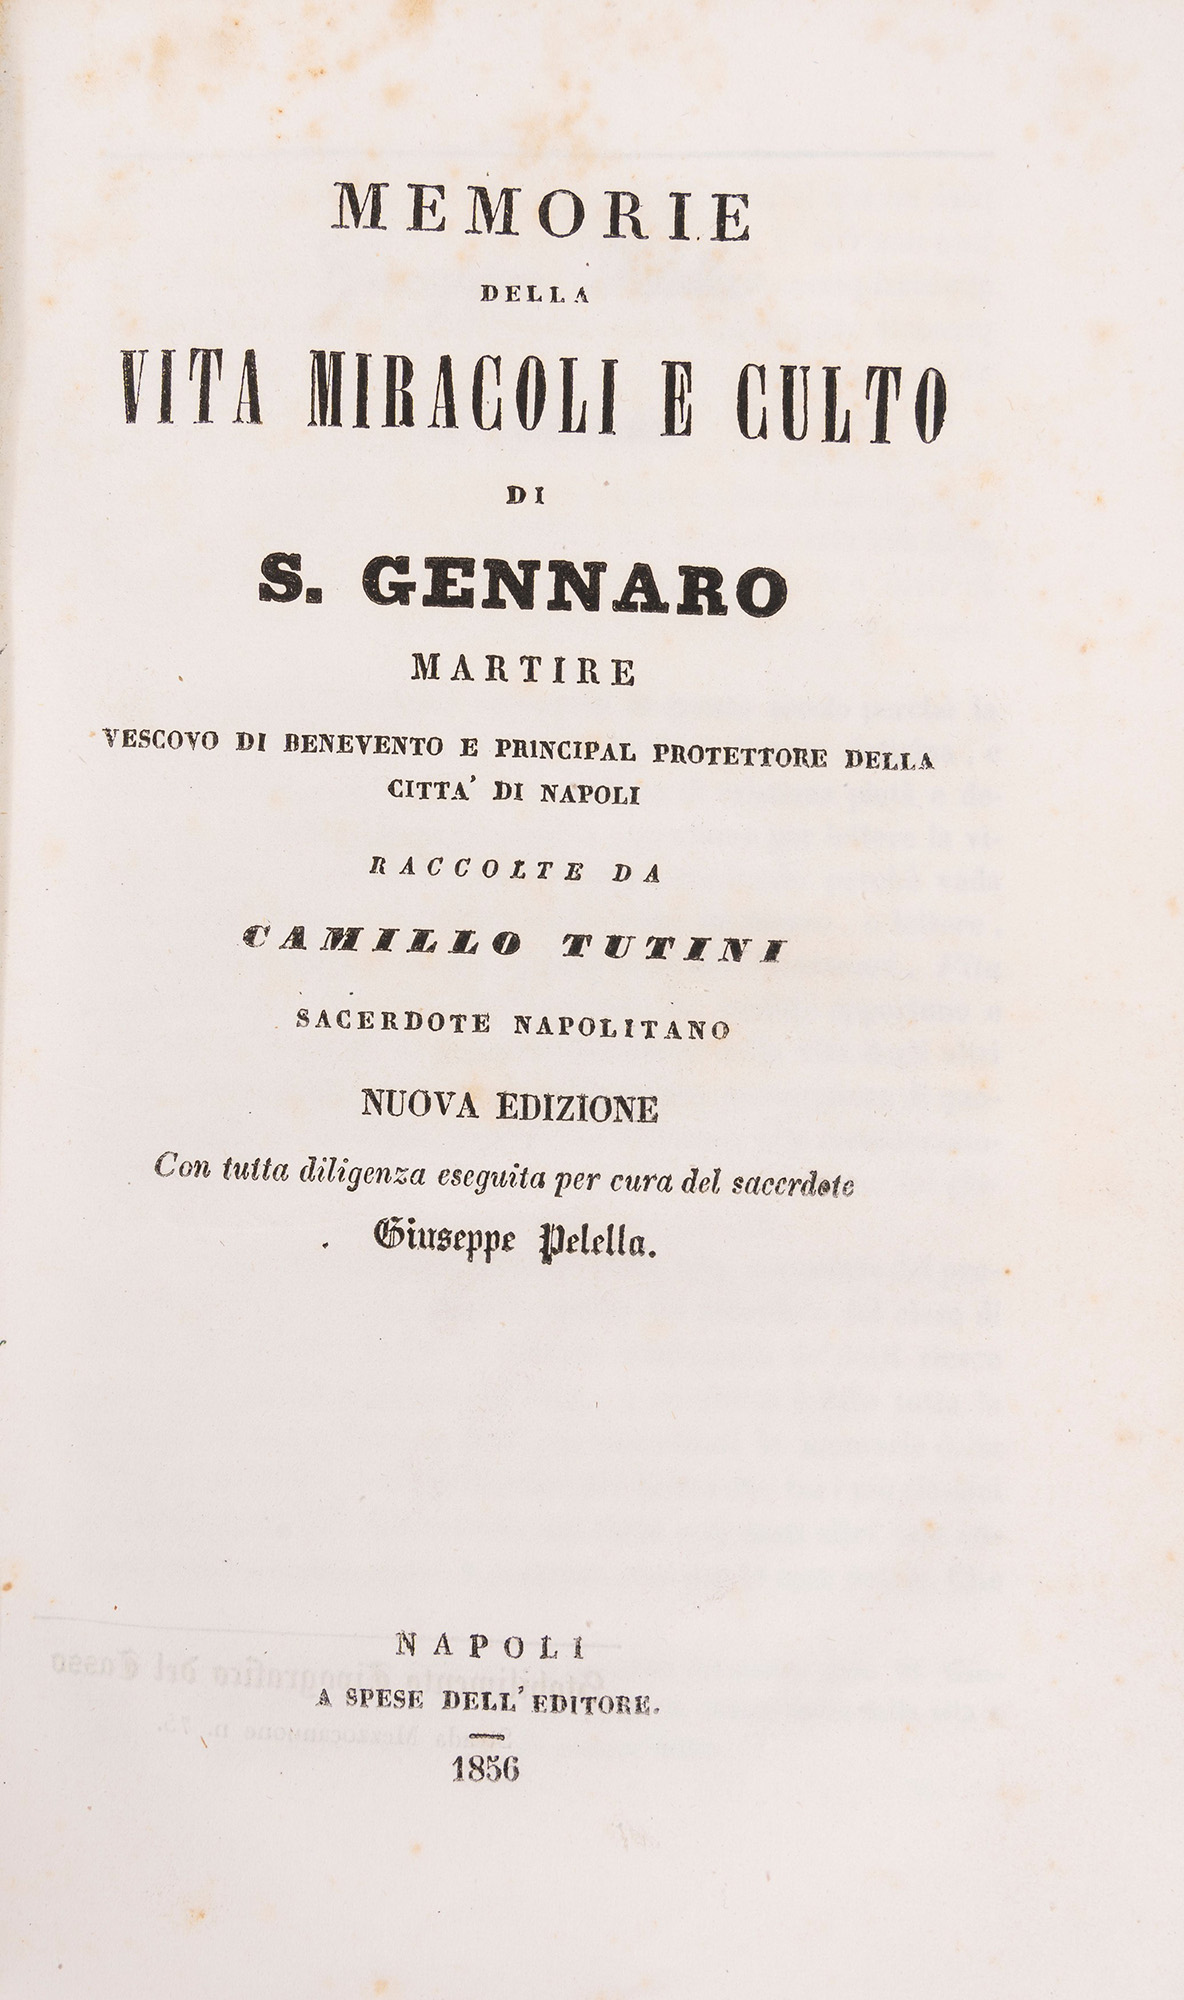 MEMORIE
DELLA
VITA MIRACOLI E CULTO
DI
S. GENNARO
MARTIRE
VESCOVO DI BENEVENTO E PRINCIPAL PROTETTORE DELLA
CITTA' DI NAPOLI
RACCOLTE DA
CAMILLO TUTINI
SACERDOTE NAPOLITANO
NUOVA EDIZIONE
Con tutta diligenza eseguita per cura del sacerdote
Giuseppe Pelella.
NAPOLI
A SPESE DELL' EDITORE.
1856